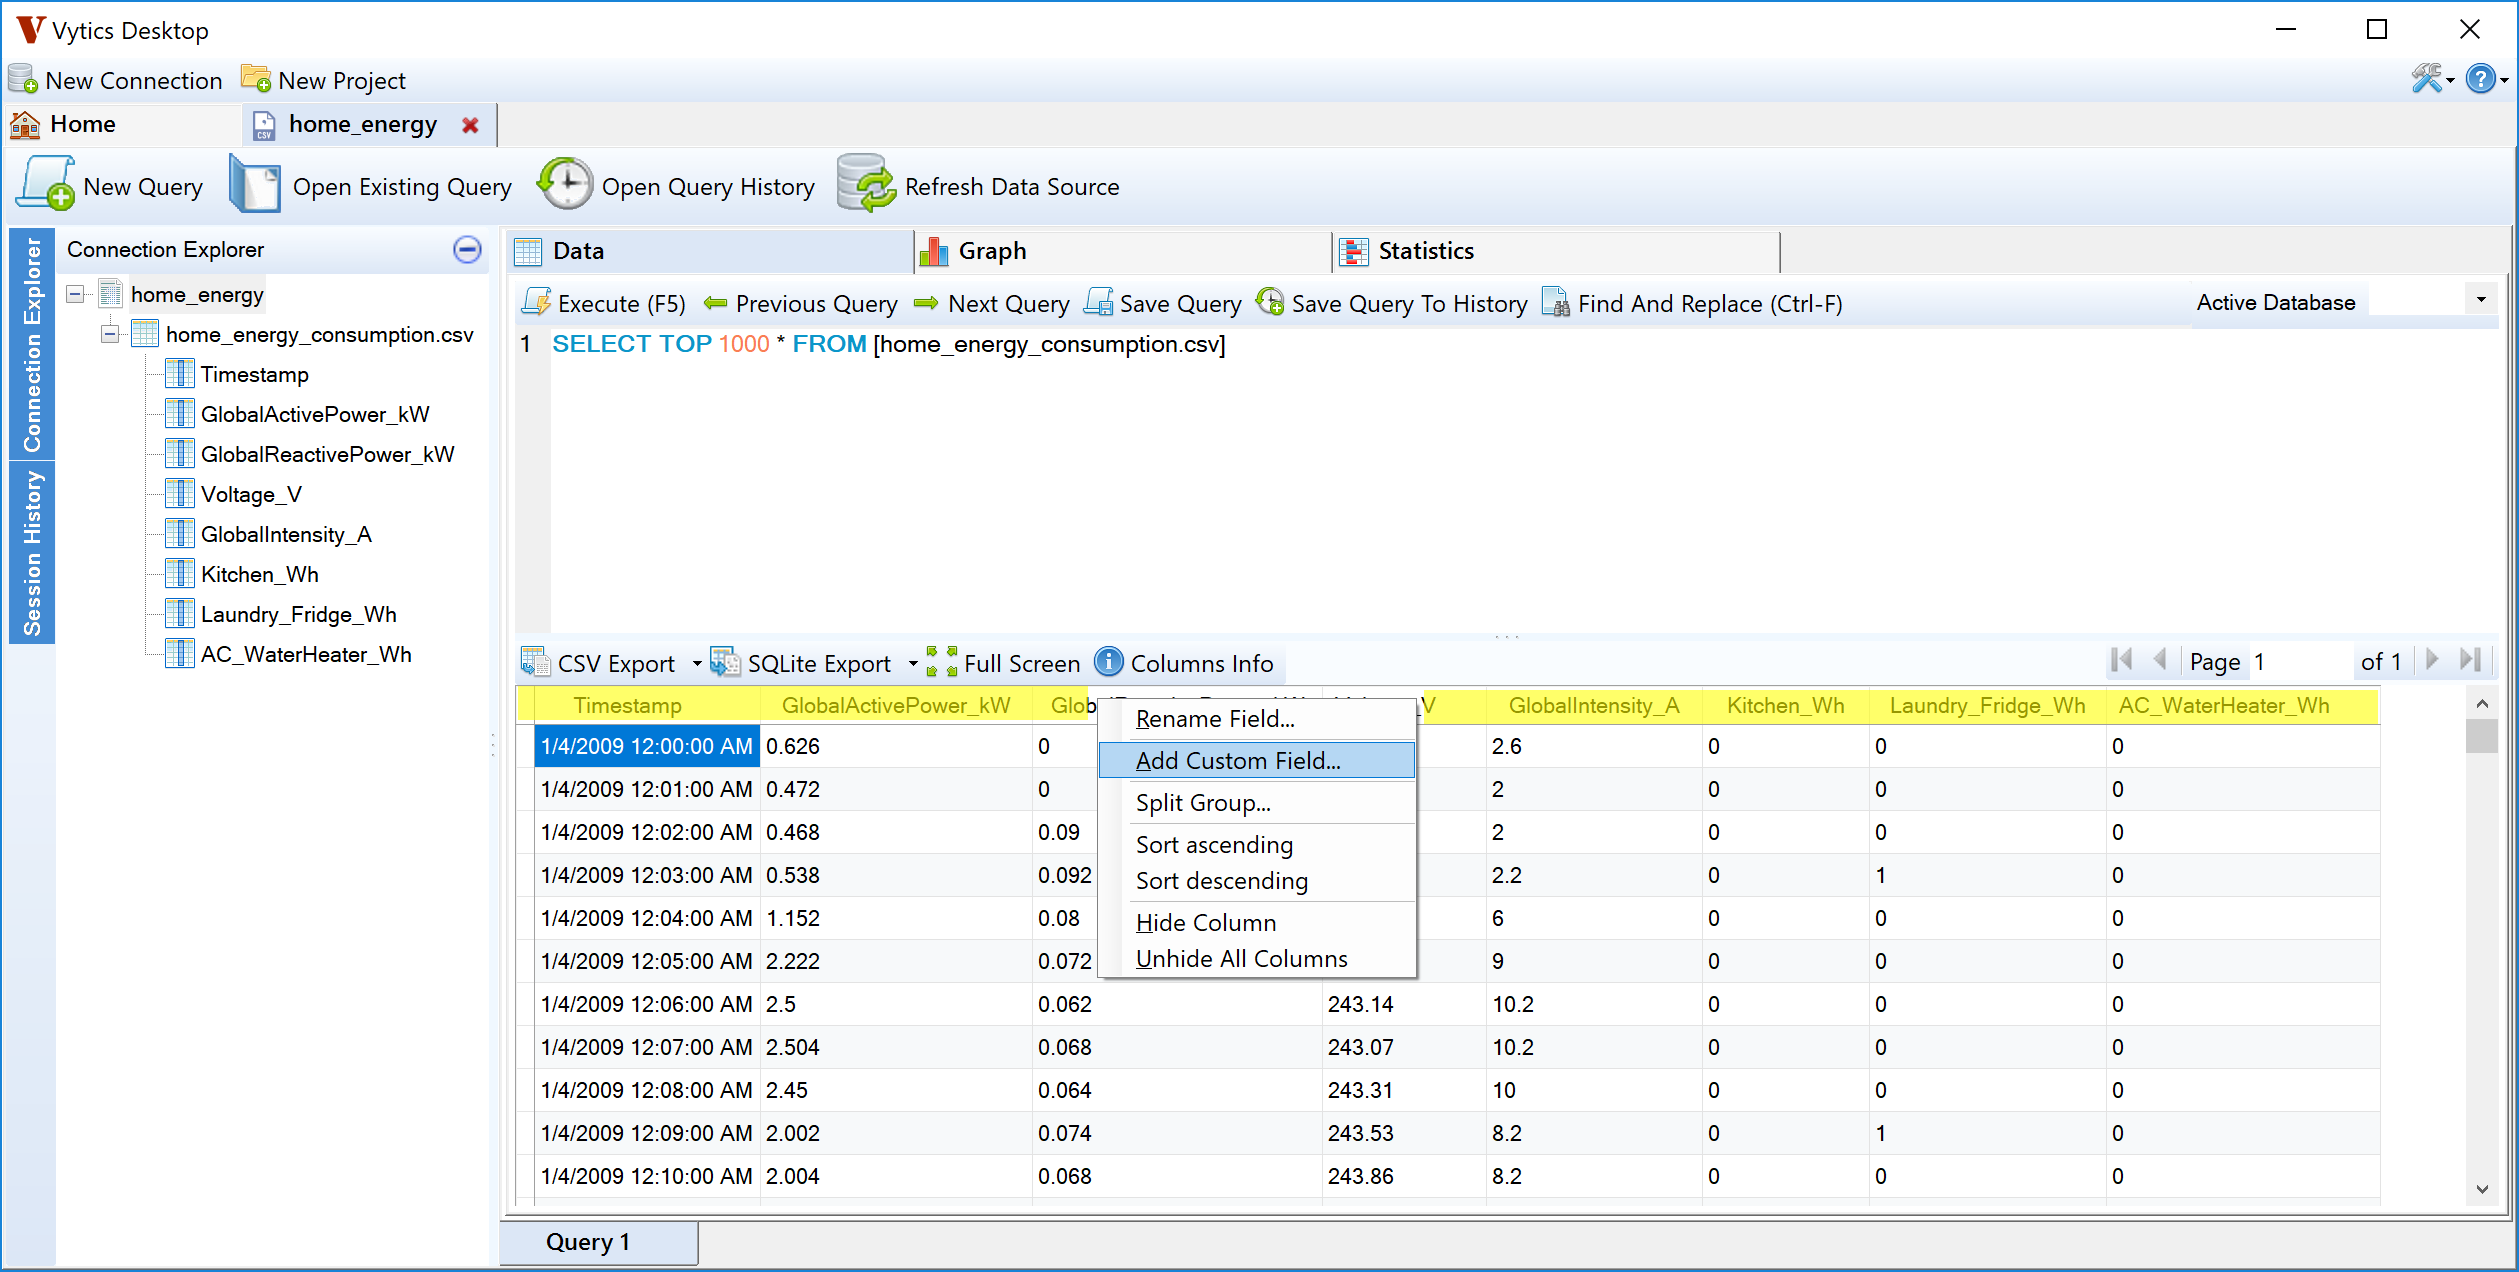 Vytics Desktop
New Connection New Project
Home home_energy
New Query Open Existing Query Open Query History Refresh Data Source
Connection Explorer
Session History
Connection Explorer
home_energy
home_energy_consumption.csv
Timestamp
GlobalActivePower_kW
GlobalReactivePower_kW
Voltage_V
GlobalIntensity_A
Kitchen_Wh
Laundry_Fridge_Wh
AC_WaterHeater_Wh
Data Graph Statistics
Execute (F5) Previous Query Next Query Save Query Save Query To History Find And Replace (Ctrl-F) Active Database
1 SELECT TOP 1000 * FROM [home_energy_consumption.csv]
CSV Export SQLite Export Full Screen Columns Info Page 1 of 1
Timestamp GlobalActivePower_kW GlobalIntensity_A Kitchen_Wh Laundry_Fridge_Wh AC_WaterHeater_Wh
1/4/2009 12:00:00 AM 0.626 0 2.6 0 0 0
1/4/2009 12:01:00 AM 0.472 0 2 0 0 0
1/4/2009 12:02:00 AM 0.468 0.09 2 0 0 0
1/4/2009 12:03:00 AM 0.538 0.092 2.2 0 1 0
1/4/2009 12:04:00 AM 1.152 0.08 6 0 0 0
1/4/2009 12:05:00 AM 2.222 0.072 9 0 0 0
1/4/2009 12:06:00 AM 2.5 0.062 243.14 10.2 0 0 0
1/4/2009 12:07:00 AM 2.504 0.068 243.07 10.2 0 0 0
1/4/2009 12:08:00 AM 2.45 0.064 243.31 10 0 0 0
1/4/2009 12:09:00 AM 2.002 0.074 243.53 8.2 0 1 0
1/4/2009 12:10:00 AM 2.004 0.068 243.86 8.2 0 0 0
Rename Field...
Add Custom Field...
Split Group...
Sort ascending
Sort descending
Hide Column
Unhide All Columns
Query 1